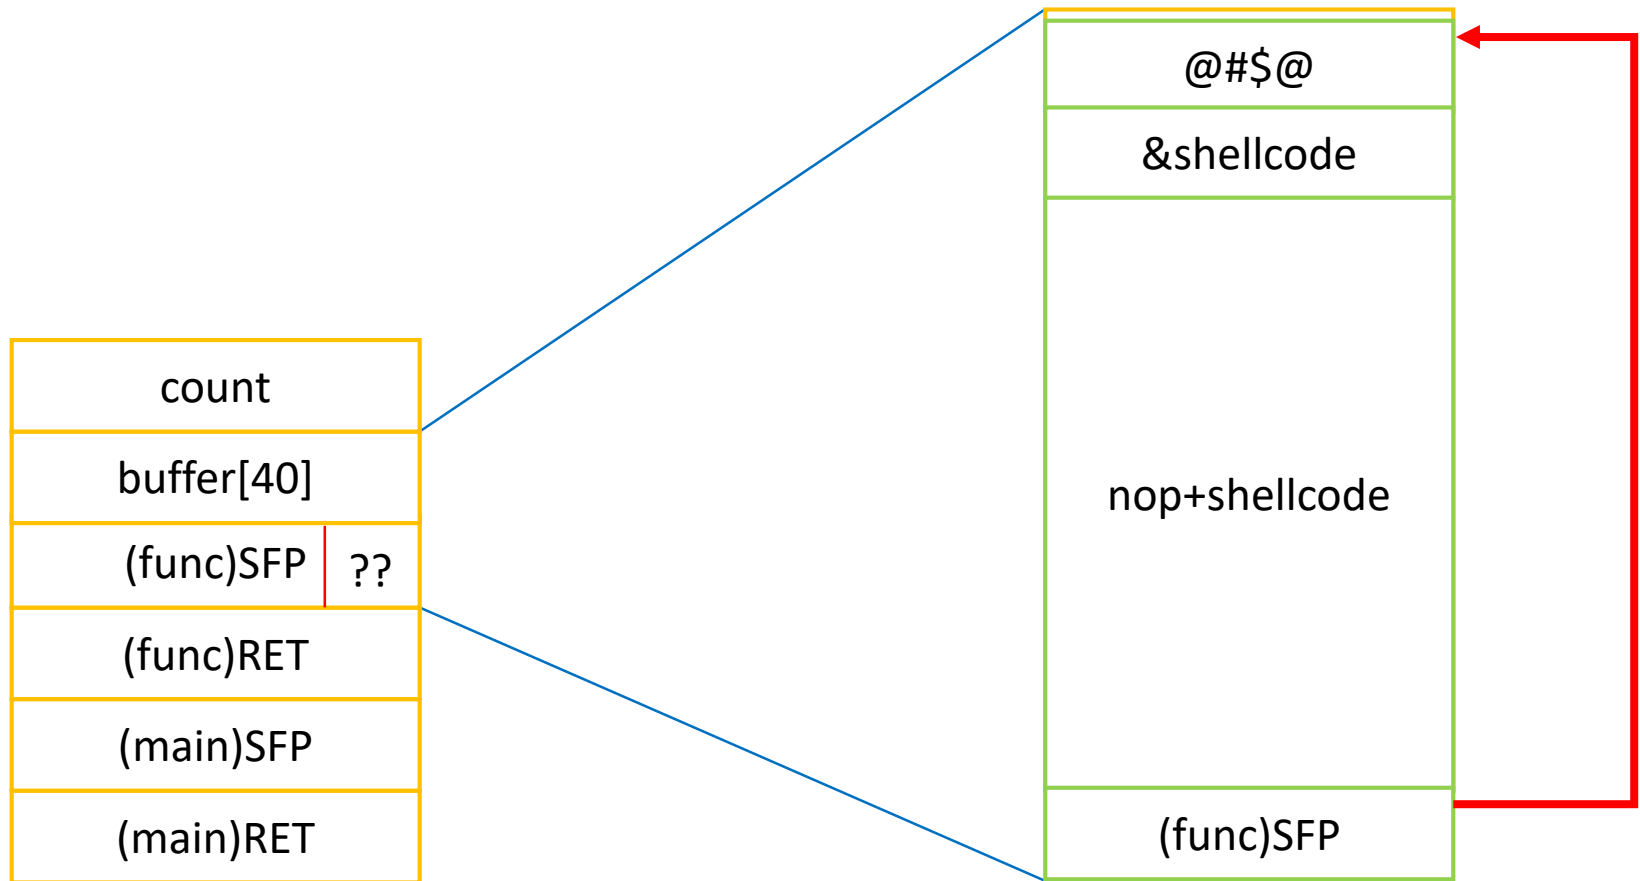 count
buffer[40]
(func)SFP ??
(func)RET
(main)SFP
(main)RET
@#$@
&shellcode
nop+shellcode
(func)SFP